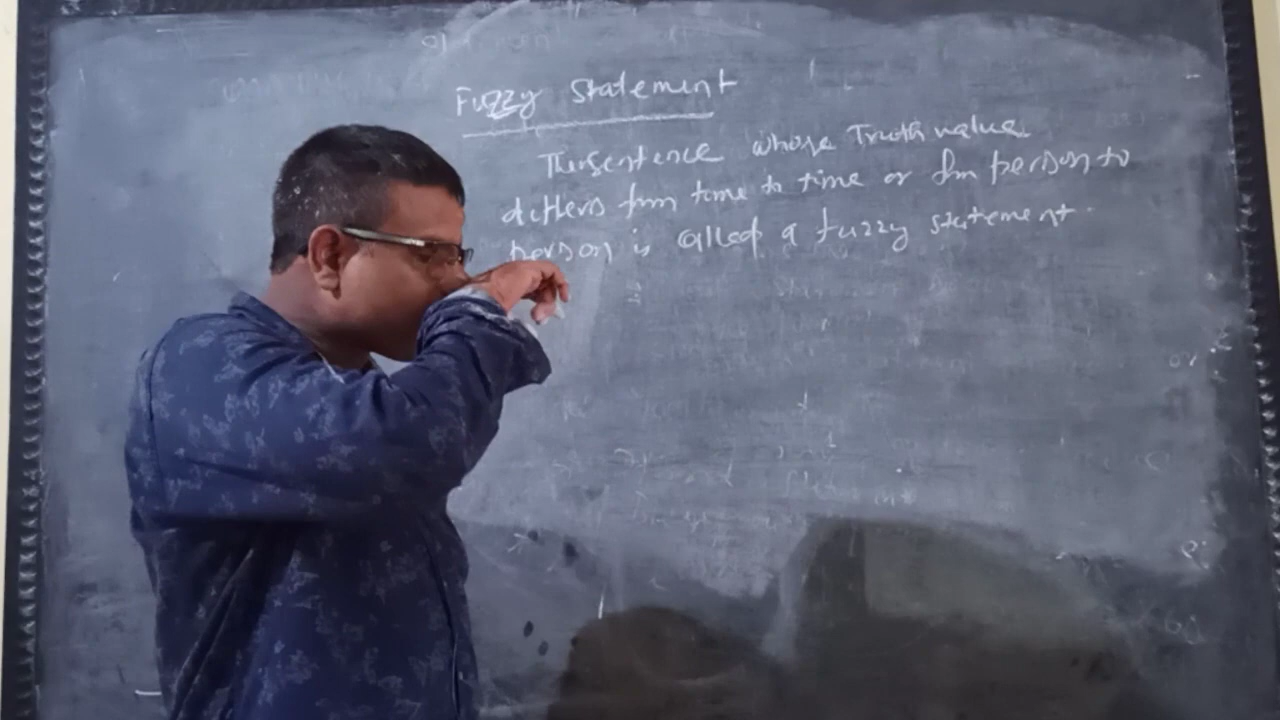 Fuzzy Statement
The sentence whose Truth value
differs from time to time or from person to
person is called a fuzzy statement.